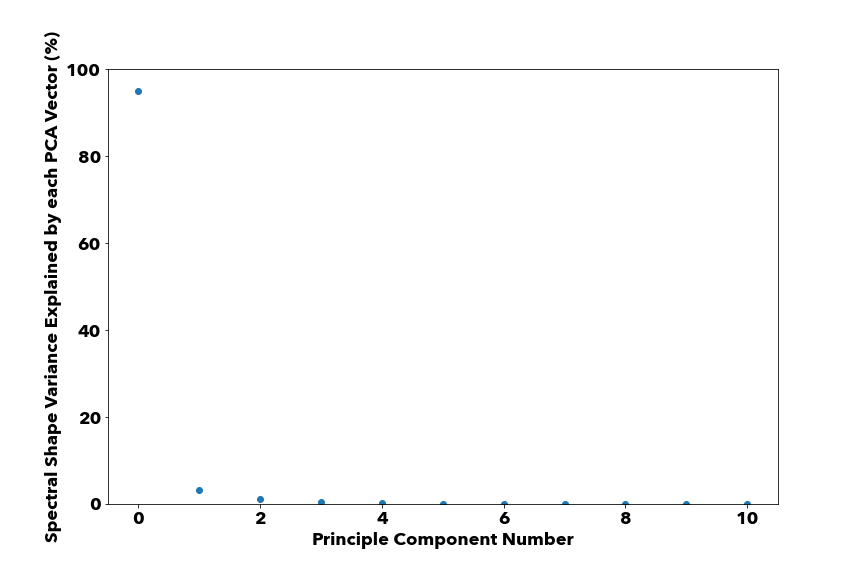 Spectral Shape Variance Explained by each PCA Vector (%)
100
80
60
40
20
0
0 2 4 6 8 10
Principle Component Number